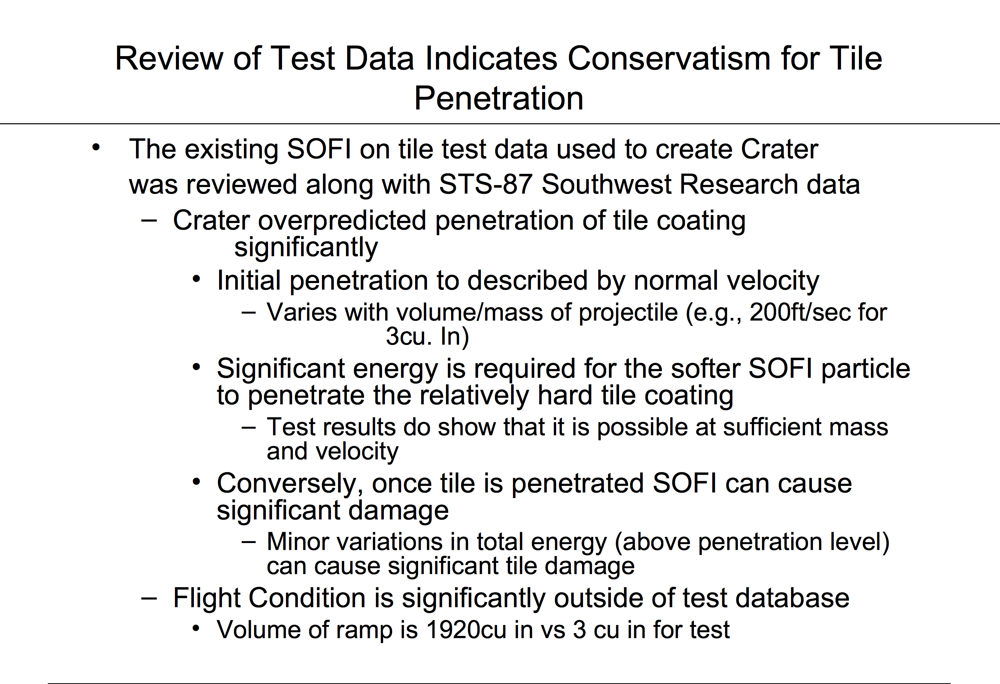 Review of Test Data Indicates Conservatism for Tile
Penetration
• The existing SOFI on tile test data used to create Crater
was reviewed along with STS-87 Southwest Research data
– Crater overpredicted penetration of tile coating
significantly
• Initial penetration to described by normal velocity
– Varies with volume/mass of projectile (e.g., 200ft/sec for
3cu. In)
• Significant energy is required for the softer SOFI particle
to penetrate the relatively hard tile coating
– Test results do show that it is possible at sufficient mass
and velocity
• Conversely, once tile is penetrated SOFI can cause
significant damage
– Minor variations in total energy (above penetration level)
can cause significant tile damage
– Flight Condition is significantly outside of test database
• Volume of ramp is 1920cu in vs 3 cu in for test